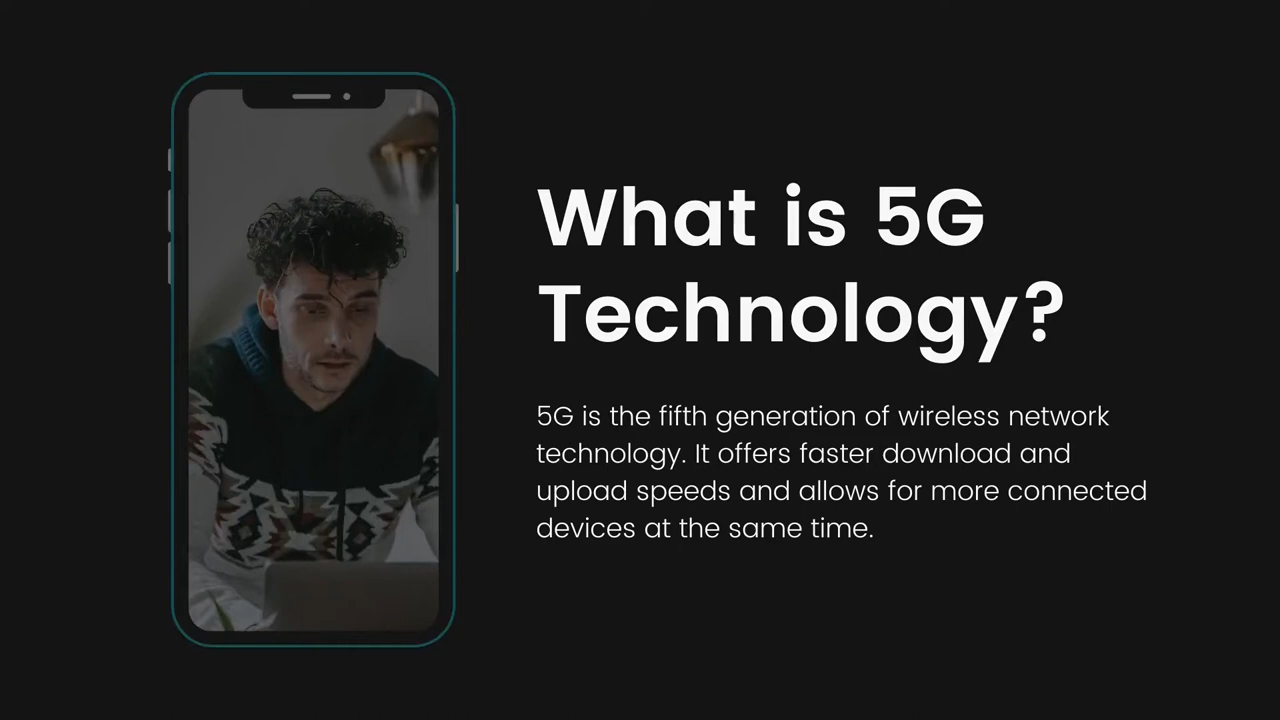 What is 5G
Technology?
5G is the fifth generation of wireless network
technology. It offers faster download and
upload speeds and allows for more connected
devices at the same time.